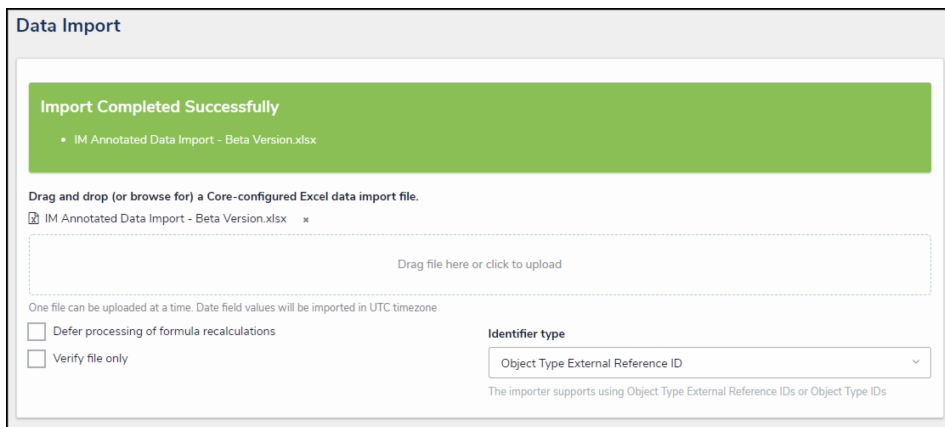 Data Import
Import Completed Successfully
• IM Annotated Data Import - Beta Version.xlsx
Drag and drop (or browse for) a Core-configured Excel data import file.
IM Annotated Data Import - Beta Version.xlsx ×
Drag file here or click to upload
One file can be uploaded at a time. Date field values will be imported in UTC timezone
Defer processing of formula recalculations
Verify file only
Identifier type
Object Type External Reference ID
The importer supports using Object Type External Reference IDs or Object Type IDs